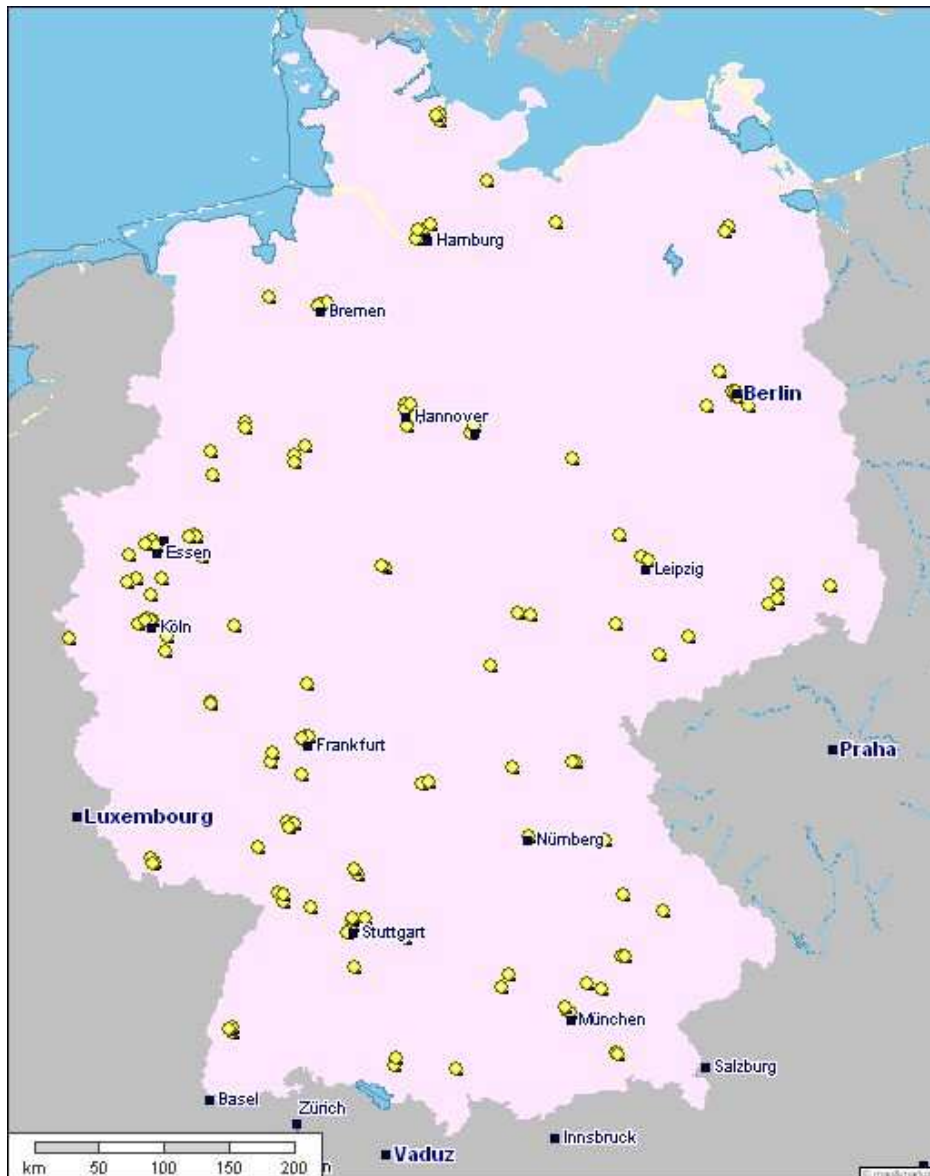 Hamburg
Bremen
Berlin
Hannover
Essen
Leipzig
Köln
Frankfurt
Praha
Luxembourg
Nürnberg
Stuttgart
München
Salzburg
Basel
Zürich
Innsbruck
Vaduz
km 50 100 150 200